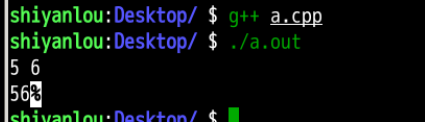 shiyanlou:Desktop/ $ g++ a.cpp
shiyanlou:Desktop/ $ ./a.out
5 6
56%
shiyanlou:Desktop/ $